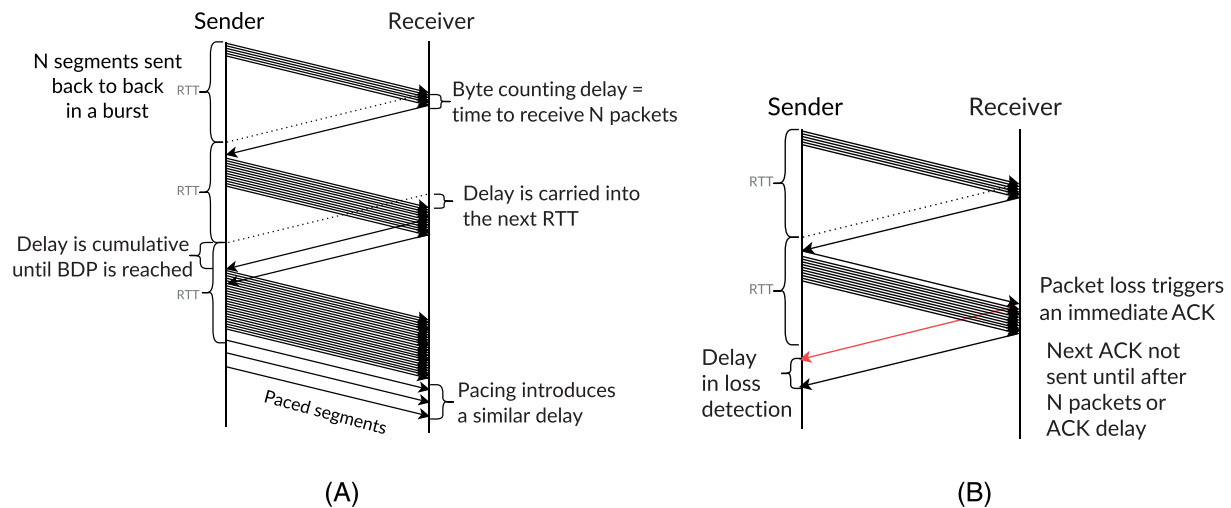 Sender
Receiver
N segments sent
back to back
in a burst
RTT
Byte counting delay =
time to receive N packets
RTT
Delay is carried into
the next RTT
Delay is cumulative
until BDP is reached
RTT
Paced segments
Pacing introduces
a similar delay
(A)
Sender
Receiver
RTT
RTT
Packet loss triggers
an immediate ACK
Delay
in loss
detection
Next ACK not
sent until after
N packets or
ACK delay
(B)